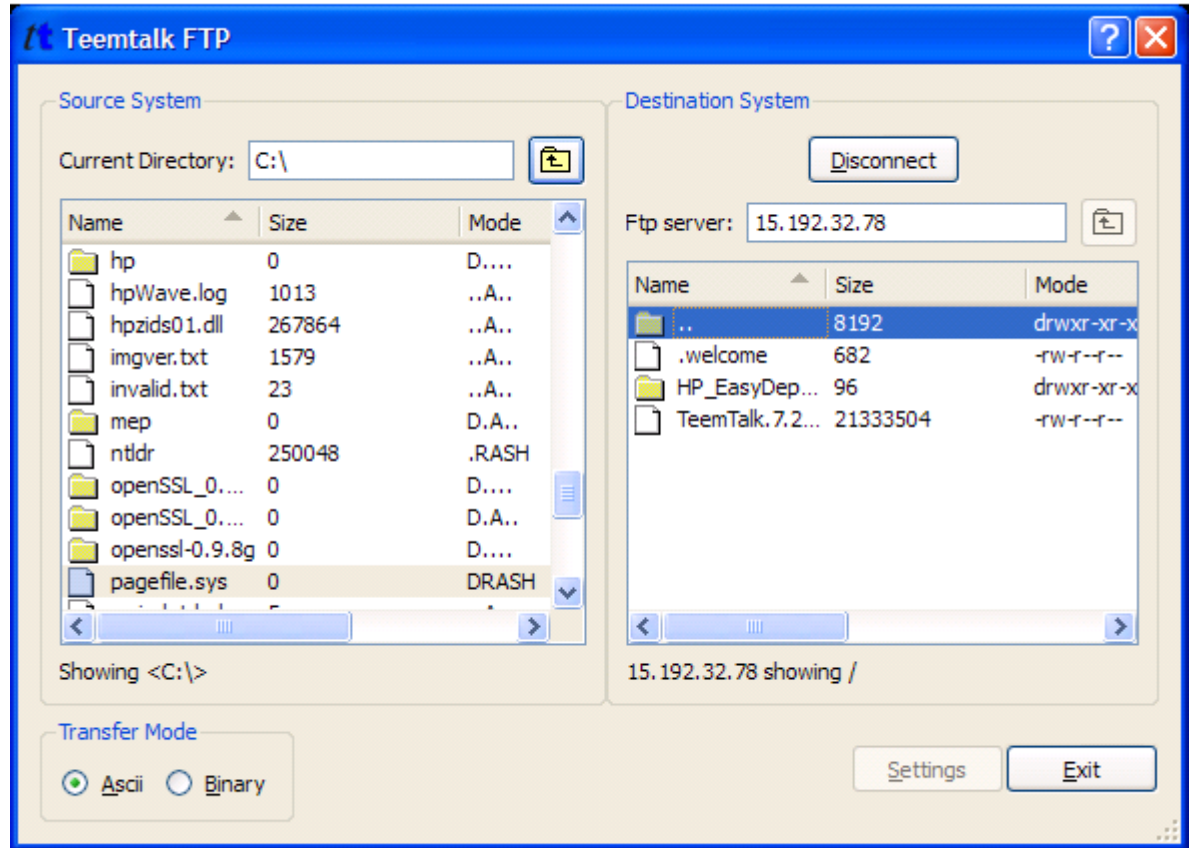 Teemtalk FTP
Source System
Current Directory: C:\
Name Size Mode
hp 0 D....
hpWave.log 1013 ..A..
hpzids01.dll 267864 ..A..
imgver.txt 1579 ..A..
invalid.txt 23 ..A..
mep 0 D.A..
ntldr 250048 .RASH
openSSL_0.... 0 D....
openSSL_0.... 0 D.A..
openssl-0.9.8g 0 D....
pagefile.sys 0 DRASH
Showing <C:\>
Destination System
Disconnect
Ftp server: 15.192.32.78
Name Size Mode
.. 8192 drwxr-xr-x
.welcome 682 -rw-r--r--
HP_EasyDep... 96 drwxr-xr-x
TeemTalk.7.2... 21333504 -rw-r--r--
15.192.32.78 showing /
Transfer Mode
Ascii Binary
Settings Exit